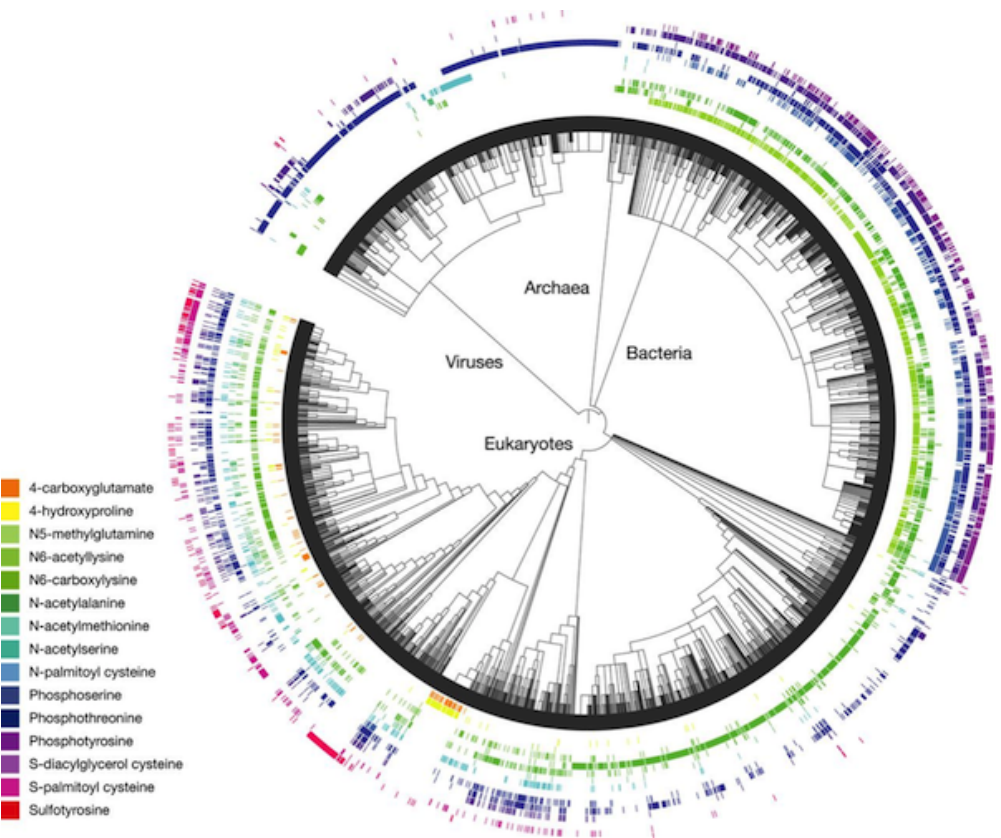 Archaea
Bacteria
Viruses
Eukaryotes
4-carboxyglutamate
4-hydroxyproline
N5-methylglutamine
N6-acetyllysine
N6-carboxylysine
N-acetylalanine
N-acetylmethionine
N-acetylserine
N-palmitoyl cysteine
Phosphoserine
Phosphothreonine
Phosphotyrosine
S-diacylglycerol cysteine
S-palmitoyl cysteine
Sulfotyrosine